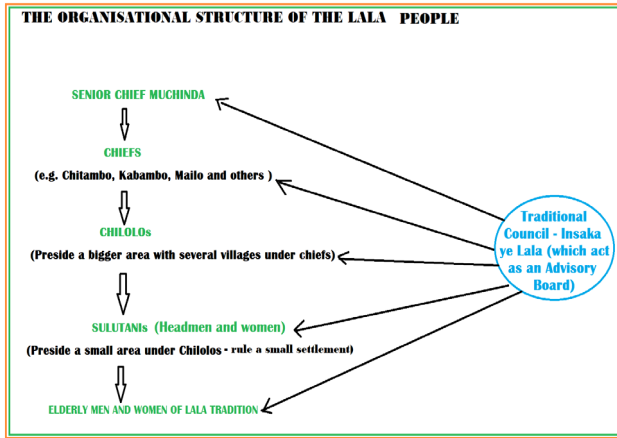 THE ORGANISATIONAL STRUCTURE OF THE LALA PEOPLE
SENIOR CHIEF MUCHINDA
CHIEFS
(e.g. Chitambo, Kabambo, Mailo and others )
CHILOLOs
(Preside a bigger area with several villages under chiefs)
SULUTANIs (Headmen and women)
(Preside a small area under Chilolos - rule a small settlement)
ELDERLY MEN AND WOMEN OF LALA TRADITION
Traditional
Council - Insaka
ye Lala (which act
as an Advisory
Board)